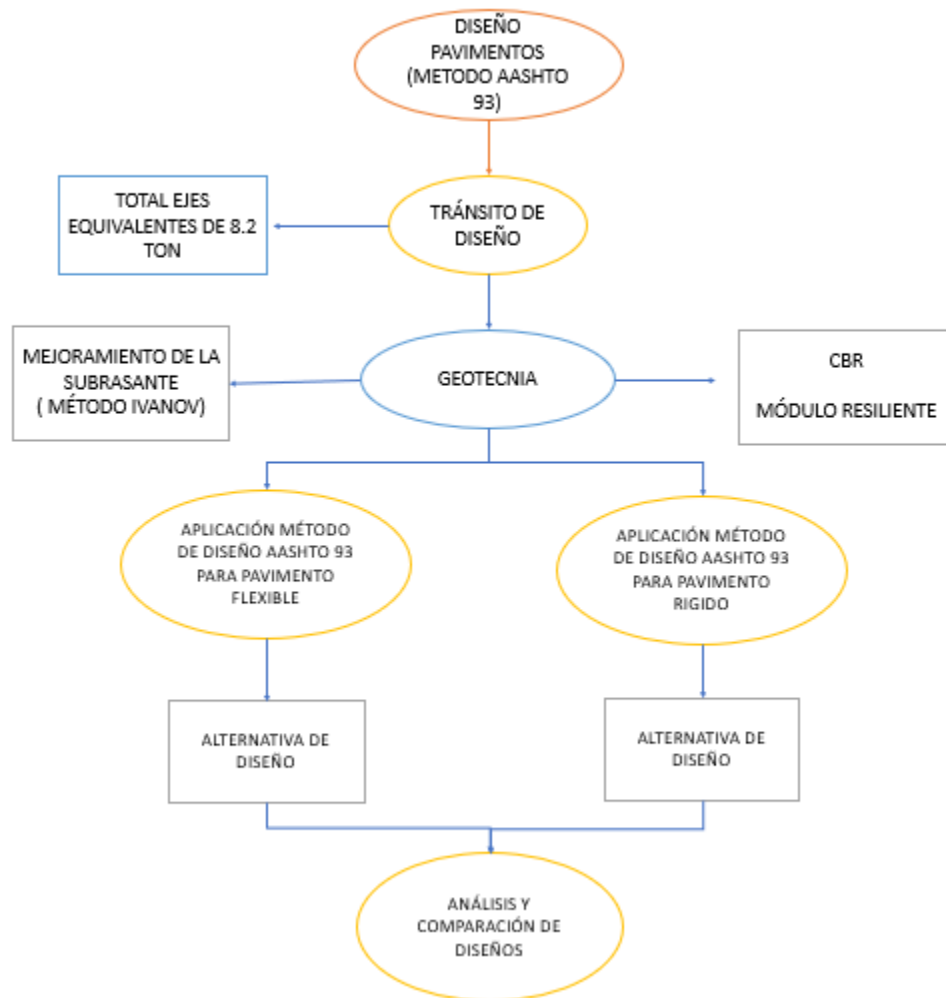 DISEÑO
PAVIMENTOS
(METODO AASHTO
93)
TOTAL EJES
EQUIVALENTES DE 8.2
TON
TRÁNSITO DE
DISEÑO
MEJORAMIENTO DE LA
SUBRASANTE
( MÉTODO IVANOV)
GEOTECNIA
CBR
MÓDULO RESILIENTE
APLICACIÓN MÉTODO
DE DISEÑO AASHTO 93
PARA PAVIMENTO
FLEXIBLE
APLICACIÓN MÉTODO
DE DISEÑO AASHTO 93
PARA PAVIMENTO
RIGIDO
ALTERNATIVA DE
DISEÑO
ALTERNATIVA DE
DISEÑO
ANÁLISIS Y
COMPARACIÓN DE
DISEÑOS